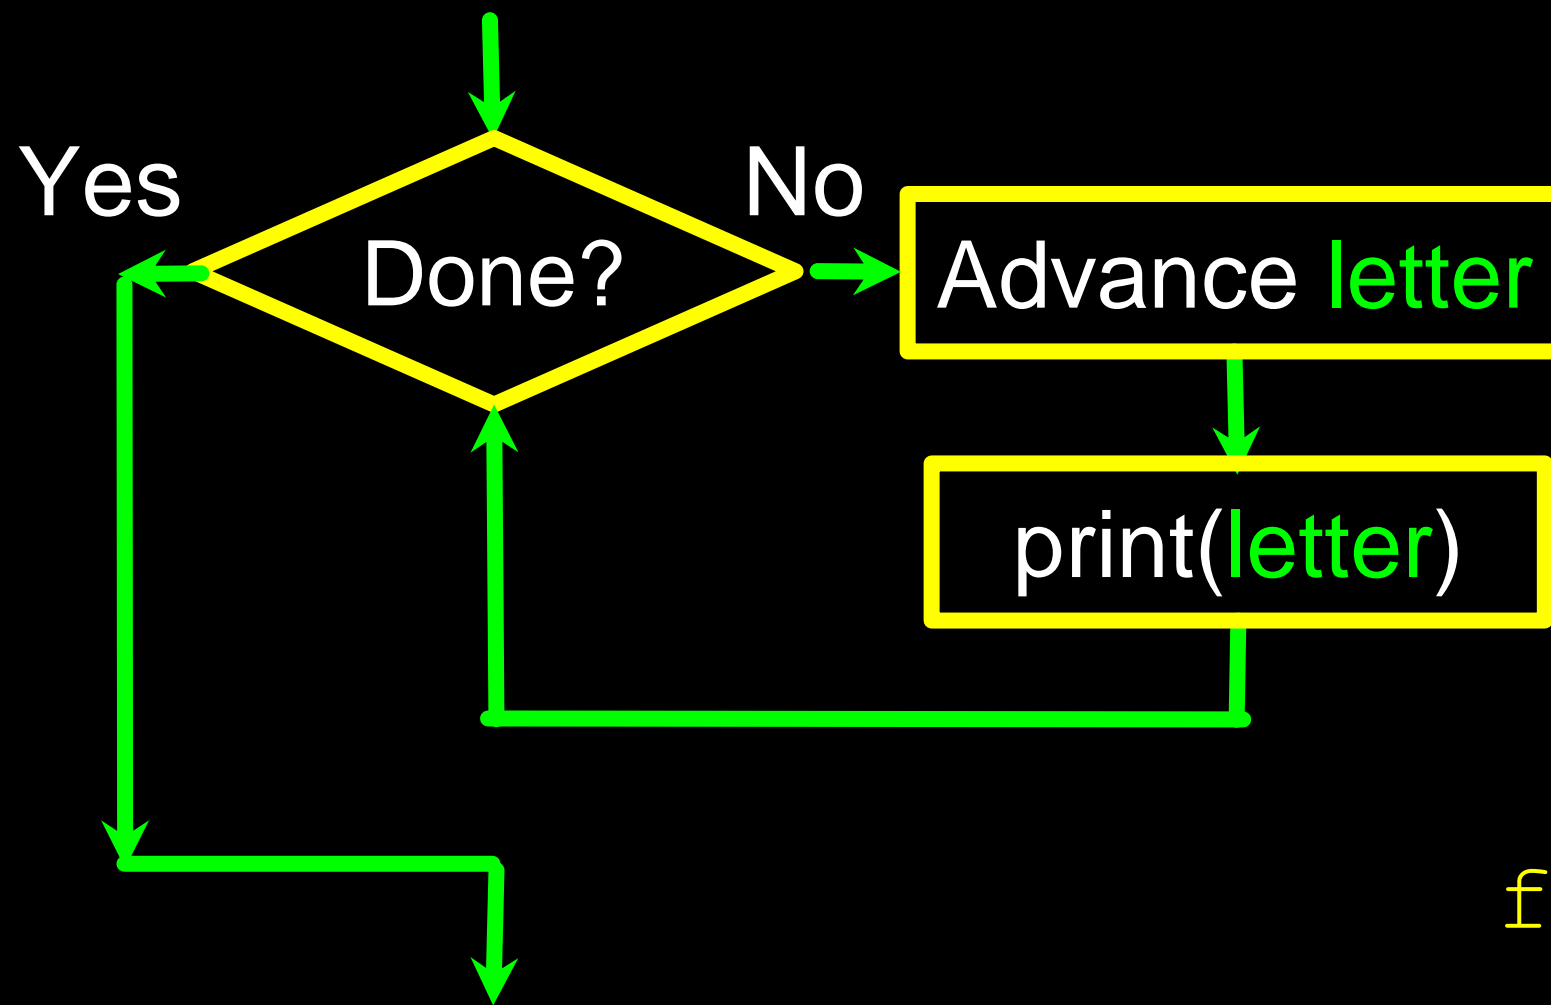 Yes
No
Done?
Advance letter
print(letter)
f